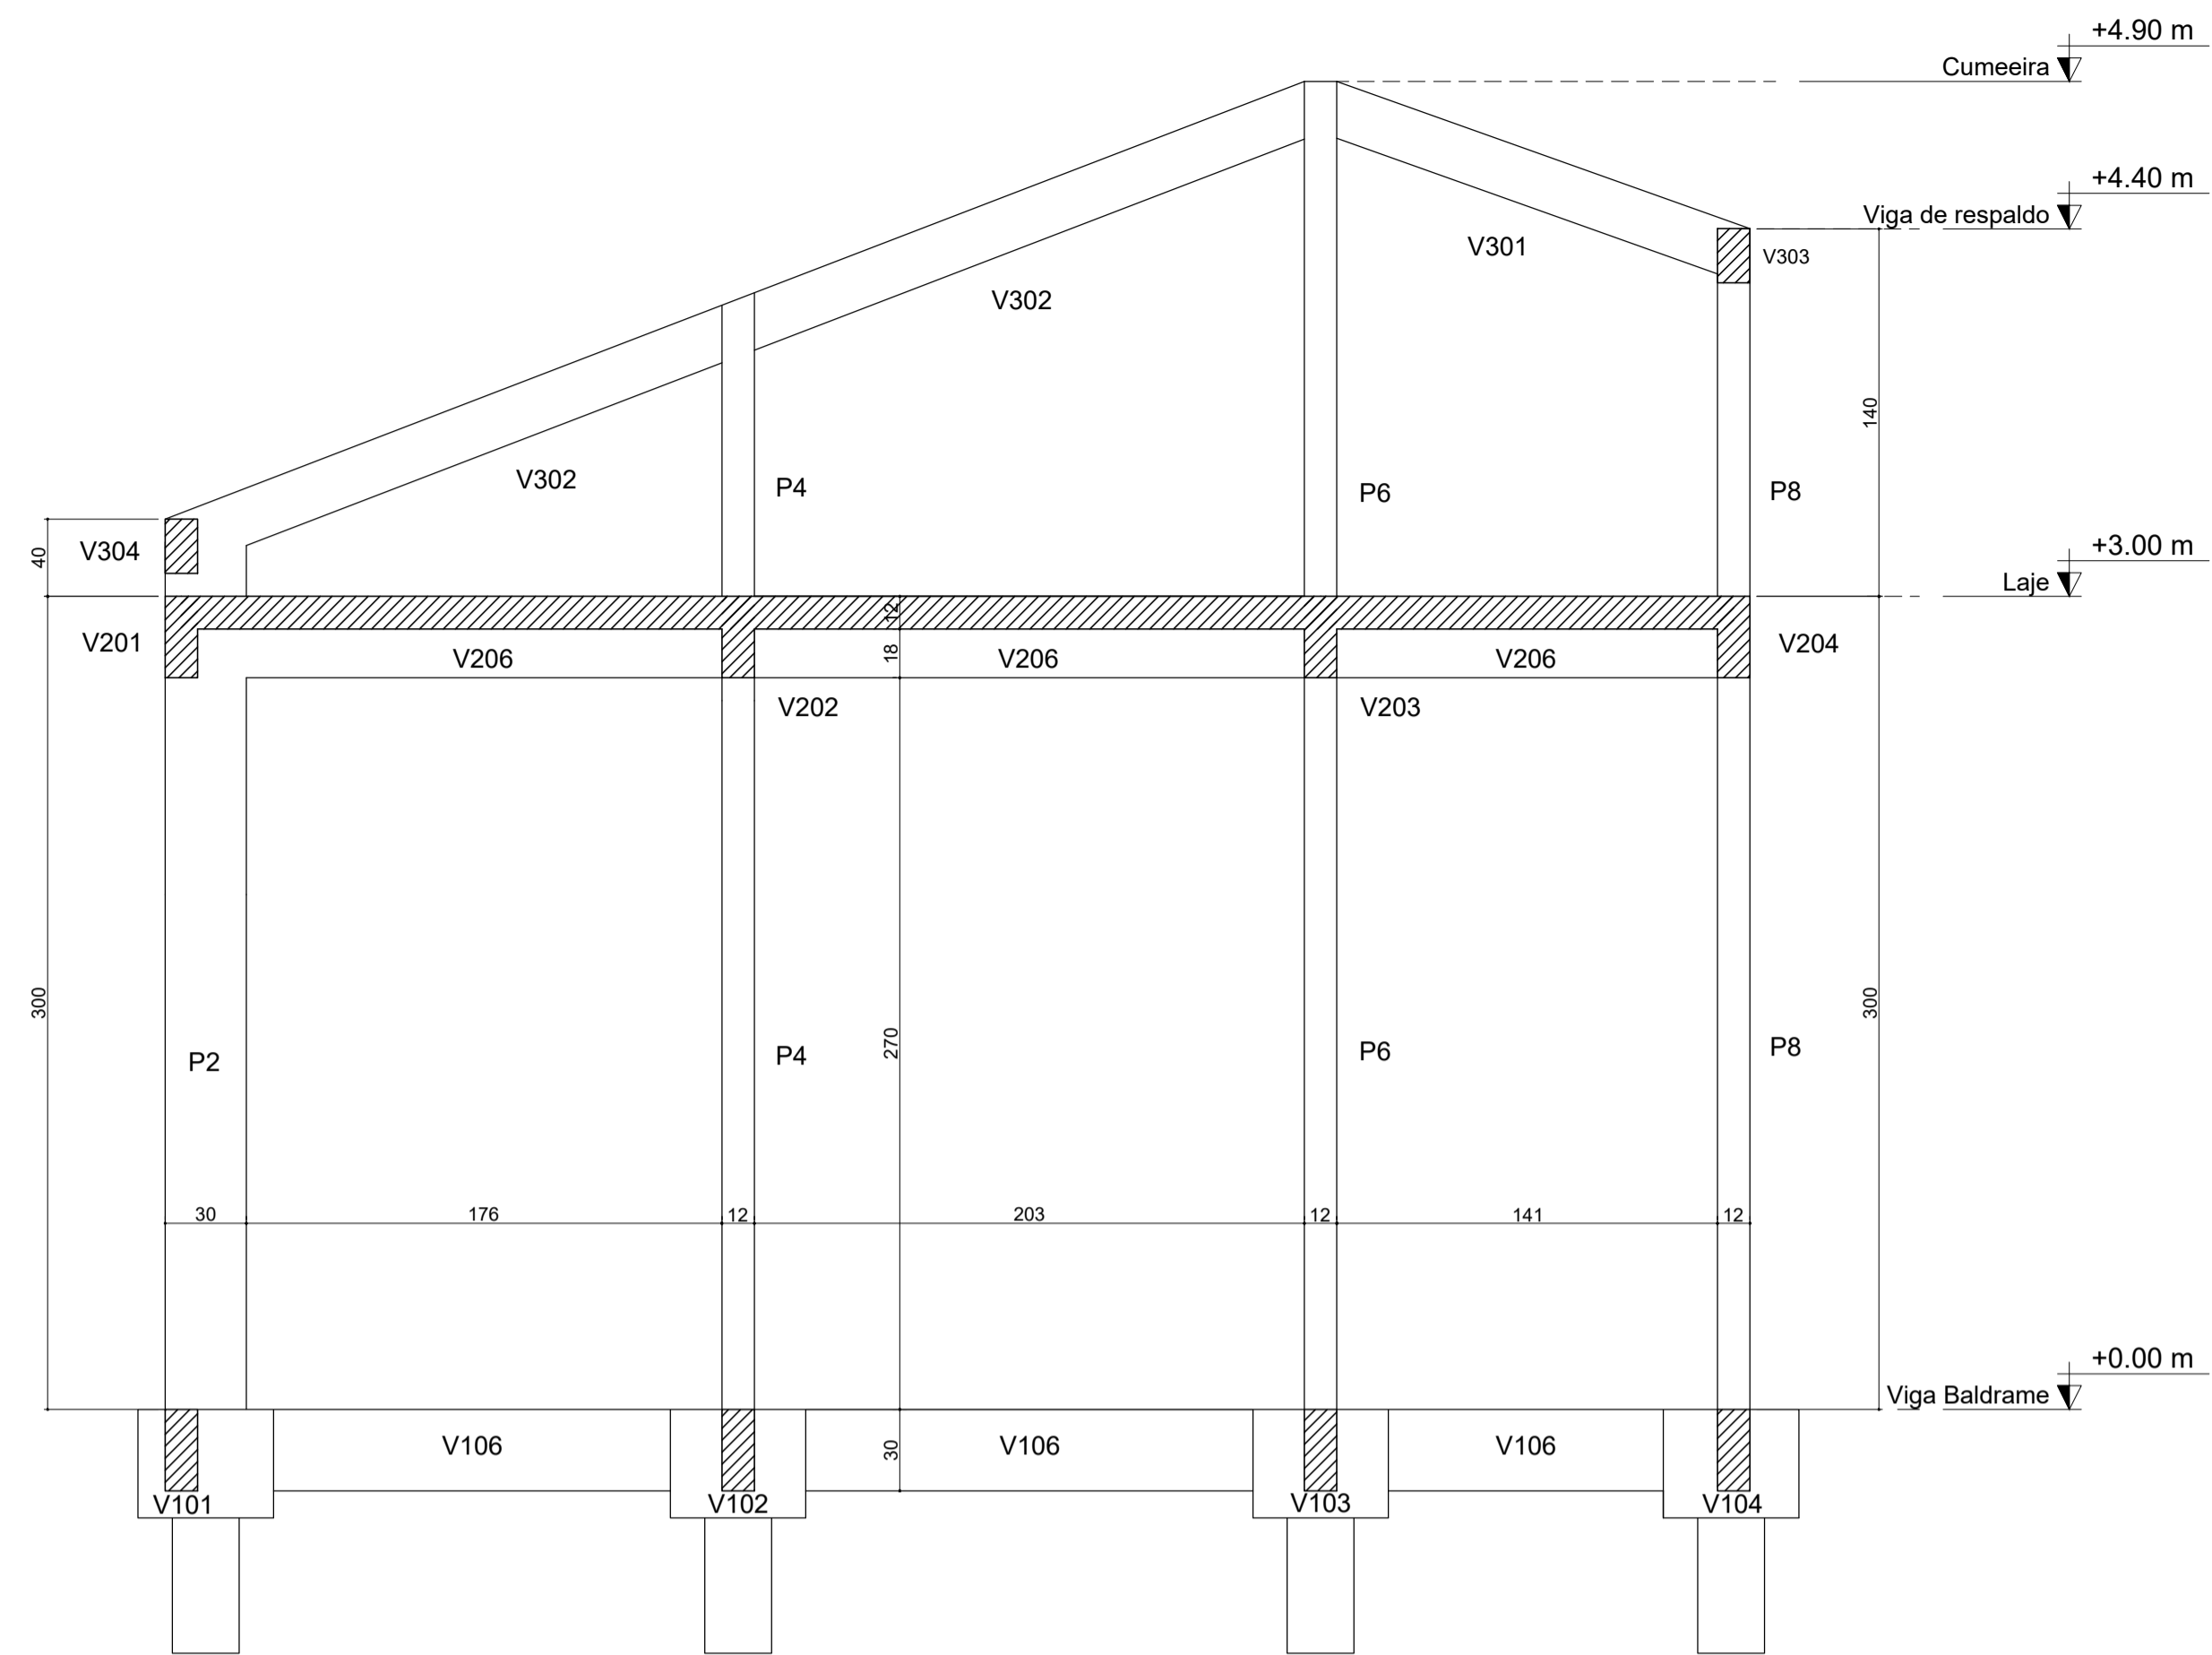 +4.90 m
Cumeeira
+4.40 m
Viga de respaldo
V301
V303
V302
140
V302
P4
P6
P8
+3.00 m
40
V304
Laje
12
V201
V206
18
V206
V206
V204
V202
V203
300
270
300
P2
P4
P6
P8
30
176
12
203
12
141
12
+0.00 m
Viga Baldrame
V106
30
V106
V106
V101
V102
V103
V104